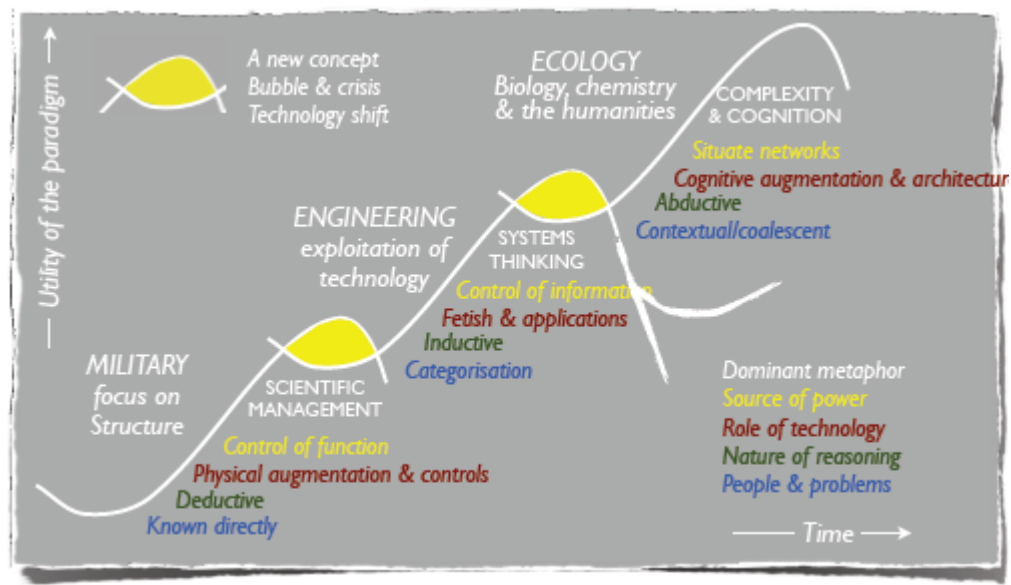 Utility of the paradigm
A new concept
Bubble & crisis
Technology shift
ECOLOGY
Biology, chemistry
& the humanities
COMPLEXITY
& COGNITION
Situate networks
Cognitive augmentation & architecture
Abductive
Contextual/coalescent
ENGINEERING
exploitation of
technology
SYSTEMS
THINKING
Control of information
Fetish & applications
Inductive
Categorisation
MILITARY
focus on
Structure
SCIENTIFIC
MANAGEMENT
Control of function
Physical augmentation & controls
Deductive
Known directly
Dominant metaphor
Source of power
Role of technology
Nature of reasoning
People & problems
Time